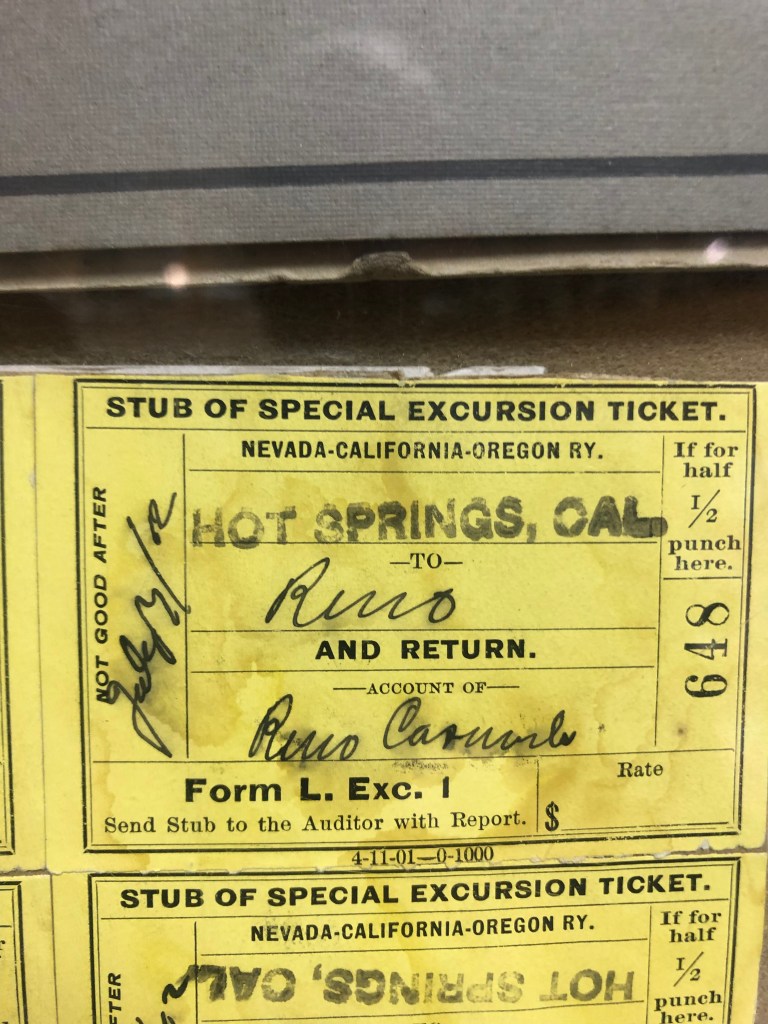 STUB OF SPECIAL EXCURSION TICKET.
NEVADA-CALIFORNIA-OREGON RY.
If for
half
1/2
punch
here.
NOT GOOD AFTER
July 7/02
HOT SPRINGS, CAL.
—TO—
Reno
AND RETURN.
—ACCOUNT OF—
Reno Carnival
648
Form L. Exc. 1
Send Stub to the Auditor with Report.
Rate
$
4-11-01—0-1000
STUB OF SPECIAL EXCURSION TICKET.
NEVADA-CALIFORNIA-OREGON RY.
If for
half
1/2
punch
here.
HOT SPRINGS, CAL.